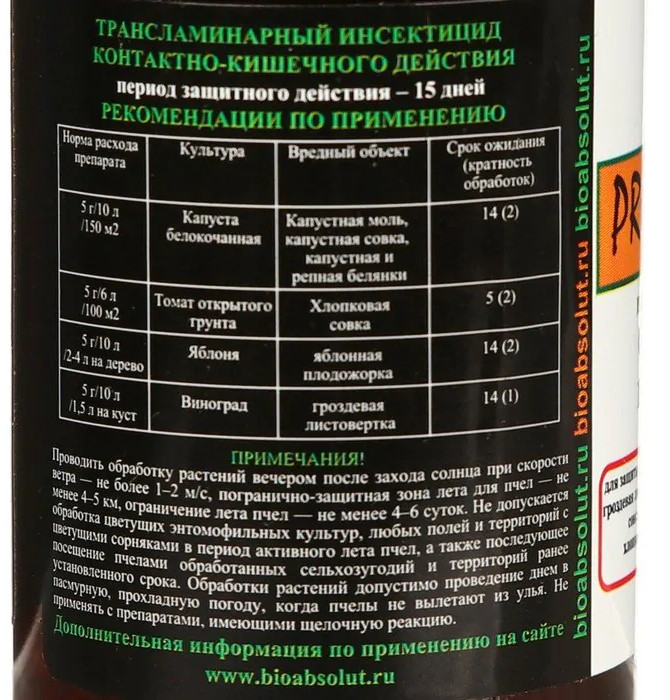 ТРАНСЛАМИНАРНЫЙ ИНСЕКТИЦИД
КОНТАКТНО-КИШЕЧНОГО ДЕЙСТВИЯ
период защитного действия – 15 дней
РЕКОМЕНДАЦИИ ПО ПРИМЕНЕНИЮ
Норма расхода препарата Культура Вредный объект Срок ожидания (кратность обработок)
5 г/10 л /150 м2 Капуста белокочанная Капустная моль, капустная совка, капустная и репная белянки 14 (2)
5 г/6 л /100 м2 Томат открытого грунта Хлопковая совка 5 (2)
5 г/10 л /2-4 л на дерево Яблоня яблонная плодожорка 14 (2)
5 г/10 л /1,5 л на куст Виноград гроздевая листовертка 14 (1)
ПРИМЕЧАНИЯ!
Проводить обработку растений вечером после захода солнца при скорости
ветра — не более 1–2 м/с, погранично-защитная зона лета для пчел — не
менее 4–5 км, ограничение лета пчел — не менее 4–6 суток. Не допускается
обработка цветущих энтомофильных культур, любых полей и территорий с
цветущими сорняками в период активного лета пчел, а также последующее
посещение пчелами обработанных сельхозугодий и территорий ранее
установленного срока. Обработки растений допустимо проведение днем в
пасмурную, прохладную погоду, когда пчелы не вылетают из улья. Не
применять с препаратами, имеющими щелочную реакцию.
Дополнительная информация по применению на сайте
www.bioabsolut.ru
bioabsolut.ru bioabsolut.ru bioabsolut.ru
PR
для защиты
гроздевая